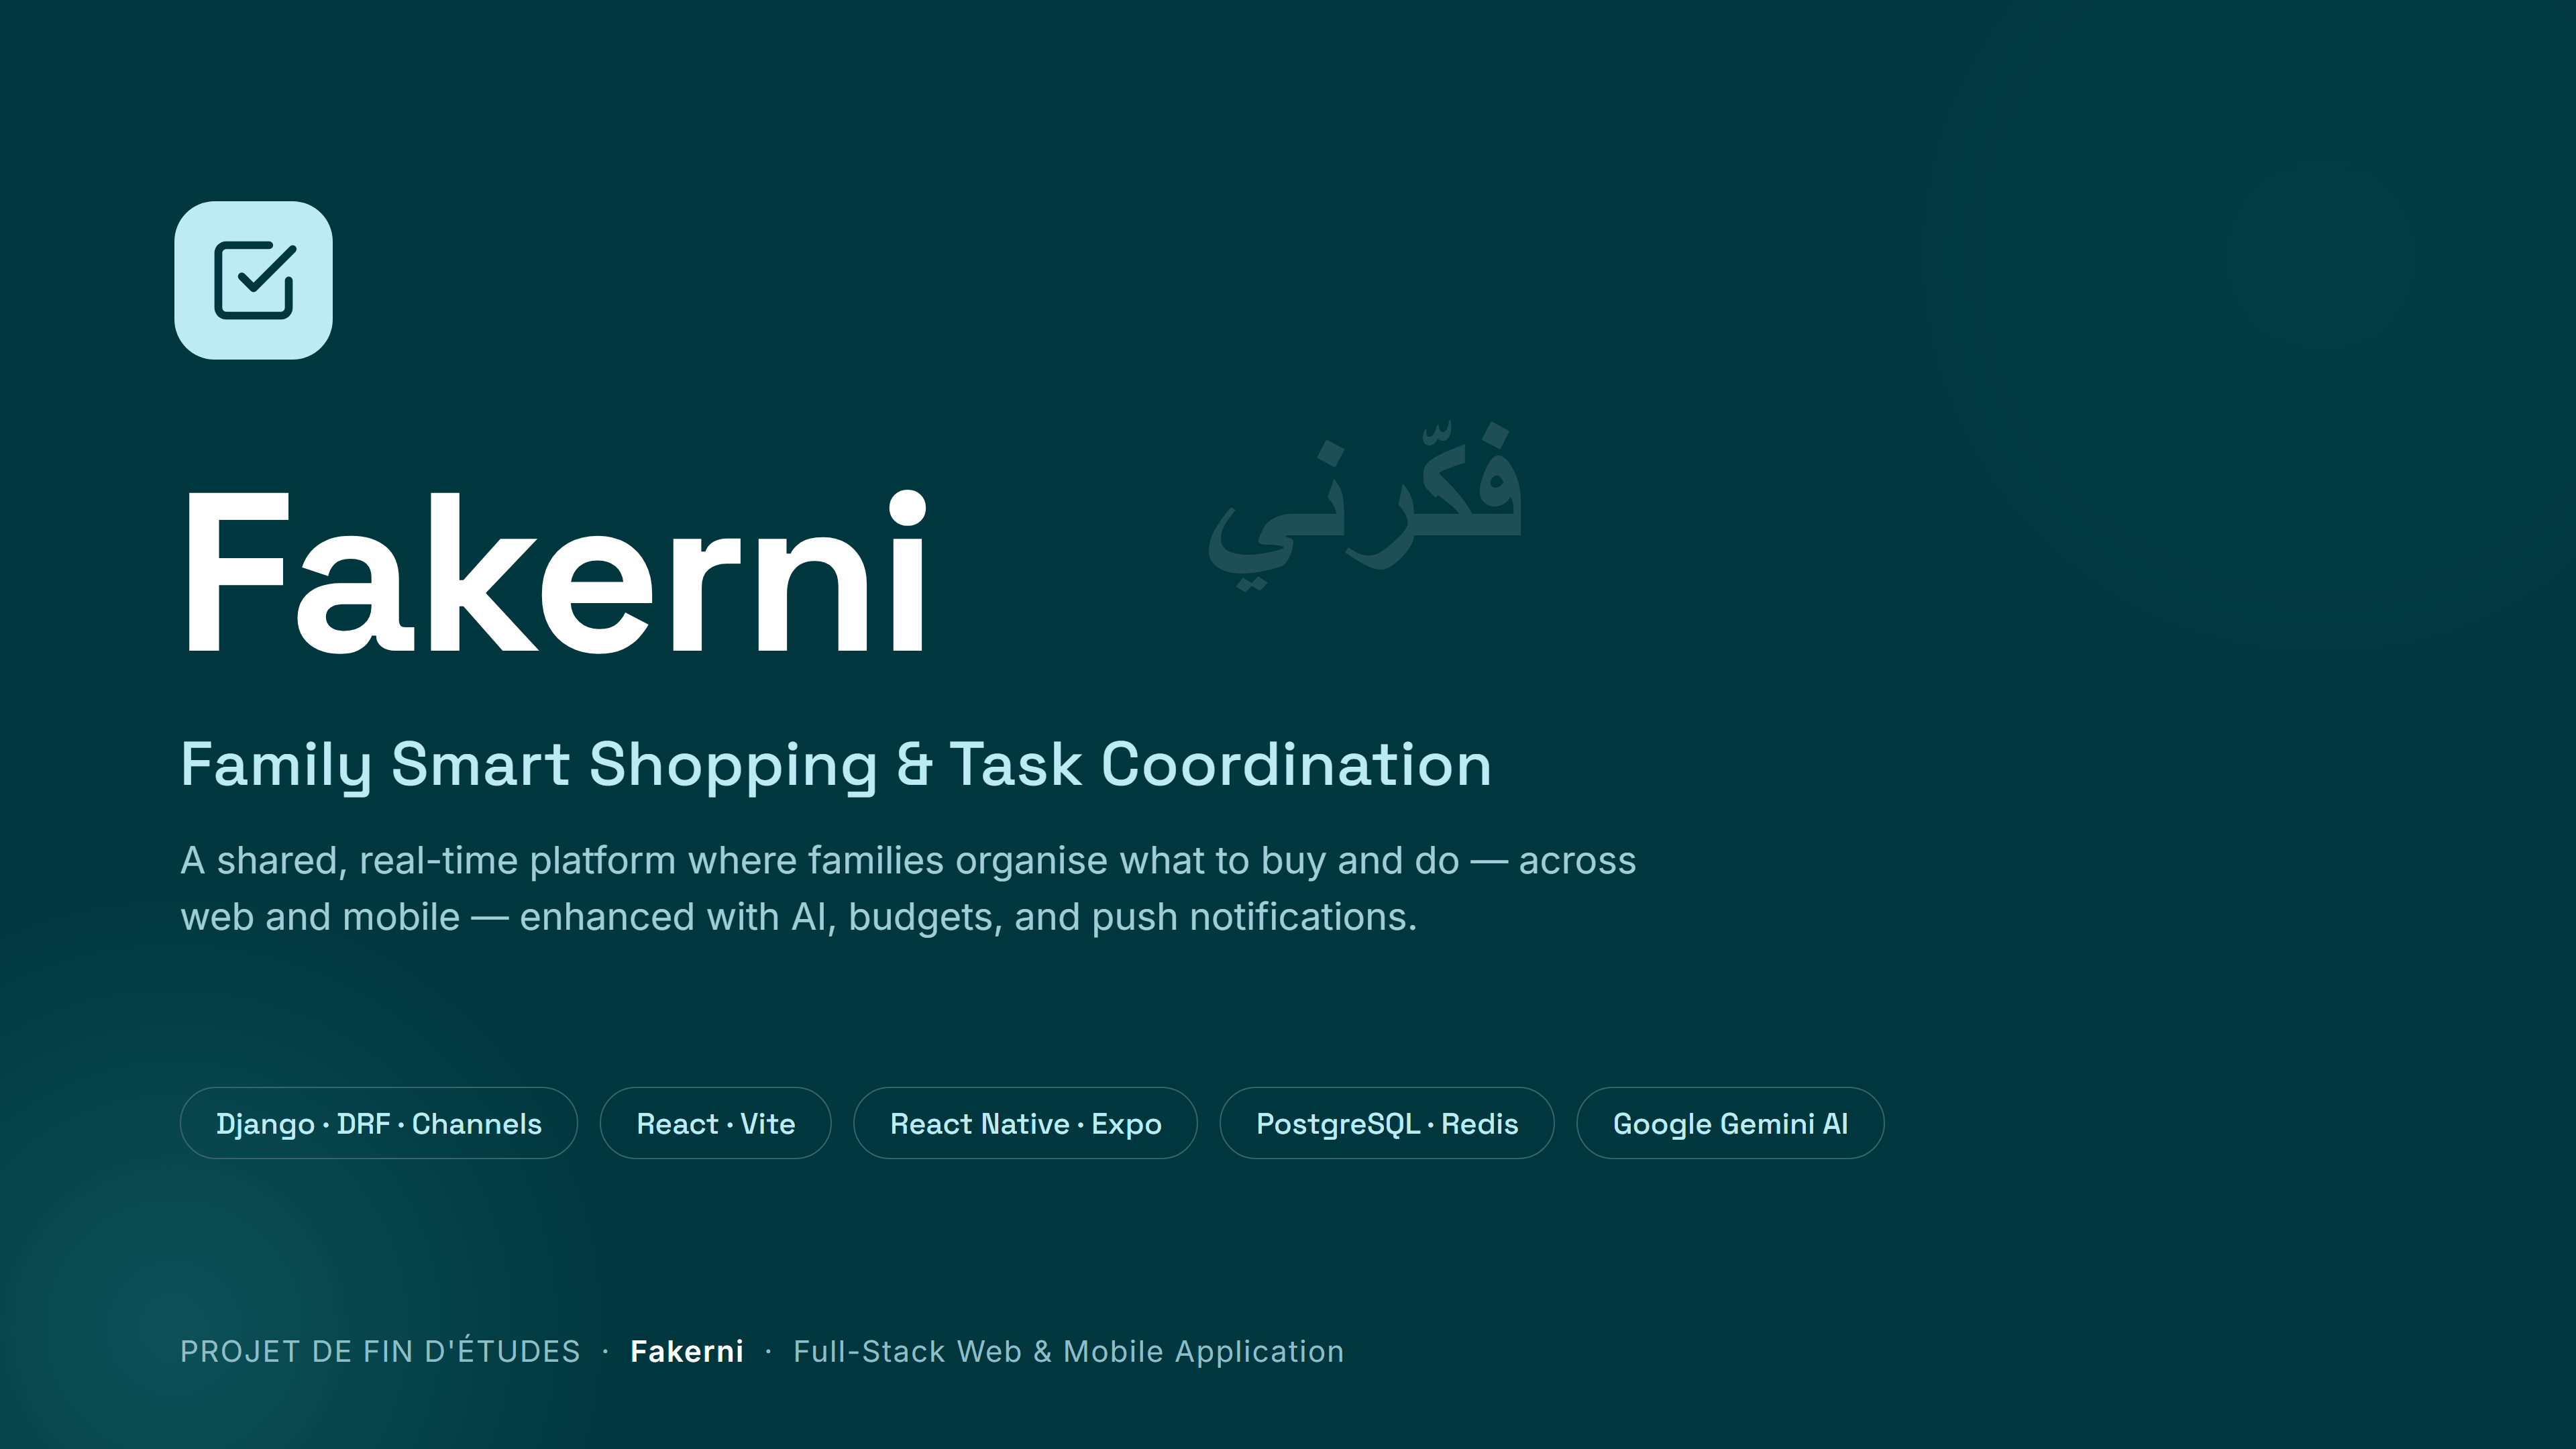 فكّرني
Fakerni
Family Smart Shopping & Task Coordination
A shared, real-time platform where families organise what to buy and do — across
web and mobile — enhanced with AI, budgets, and push notifications.
Django · DRF · Channels
React · Vite
React Native · Expo
PostgreSQL · Redis
Google Gemini AI
PROJET DE FIN D'ÉTUDES · Fakerni · Full-Stack Web & Mobile Application